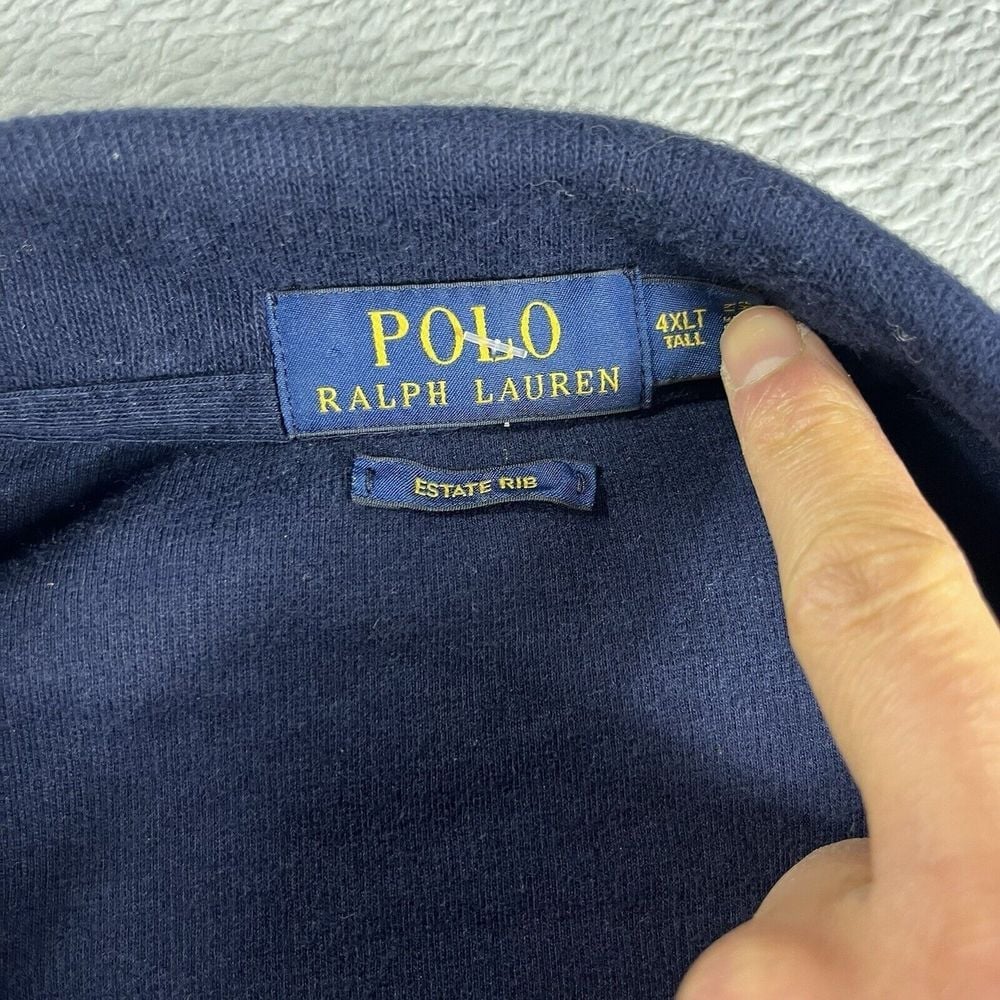 POLO
RALPH LAUREN
4XLT
TALL
ESTATE RIB